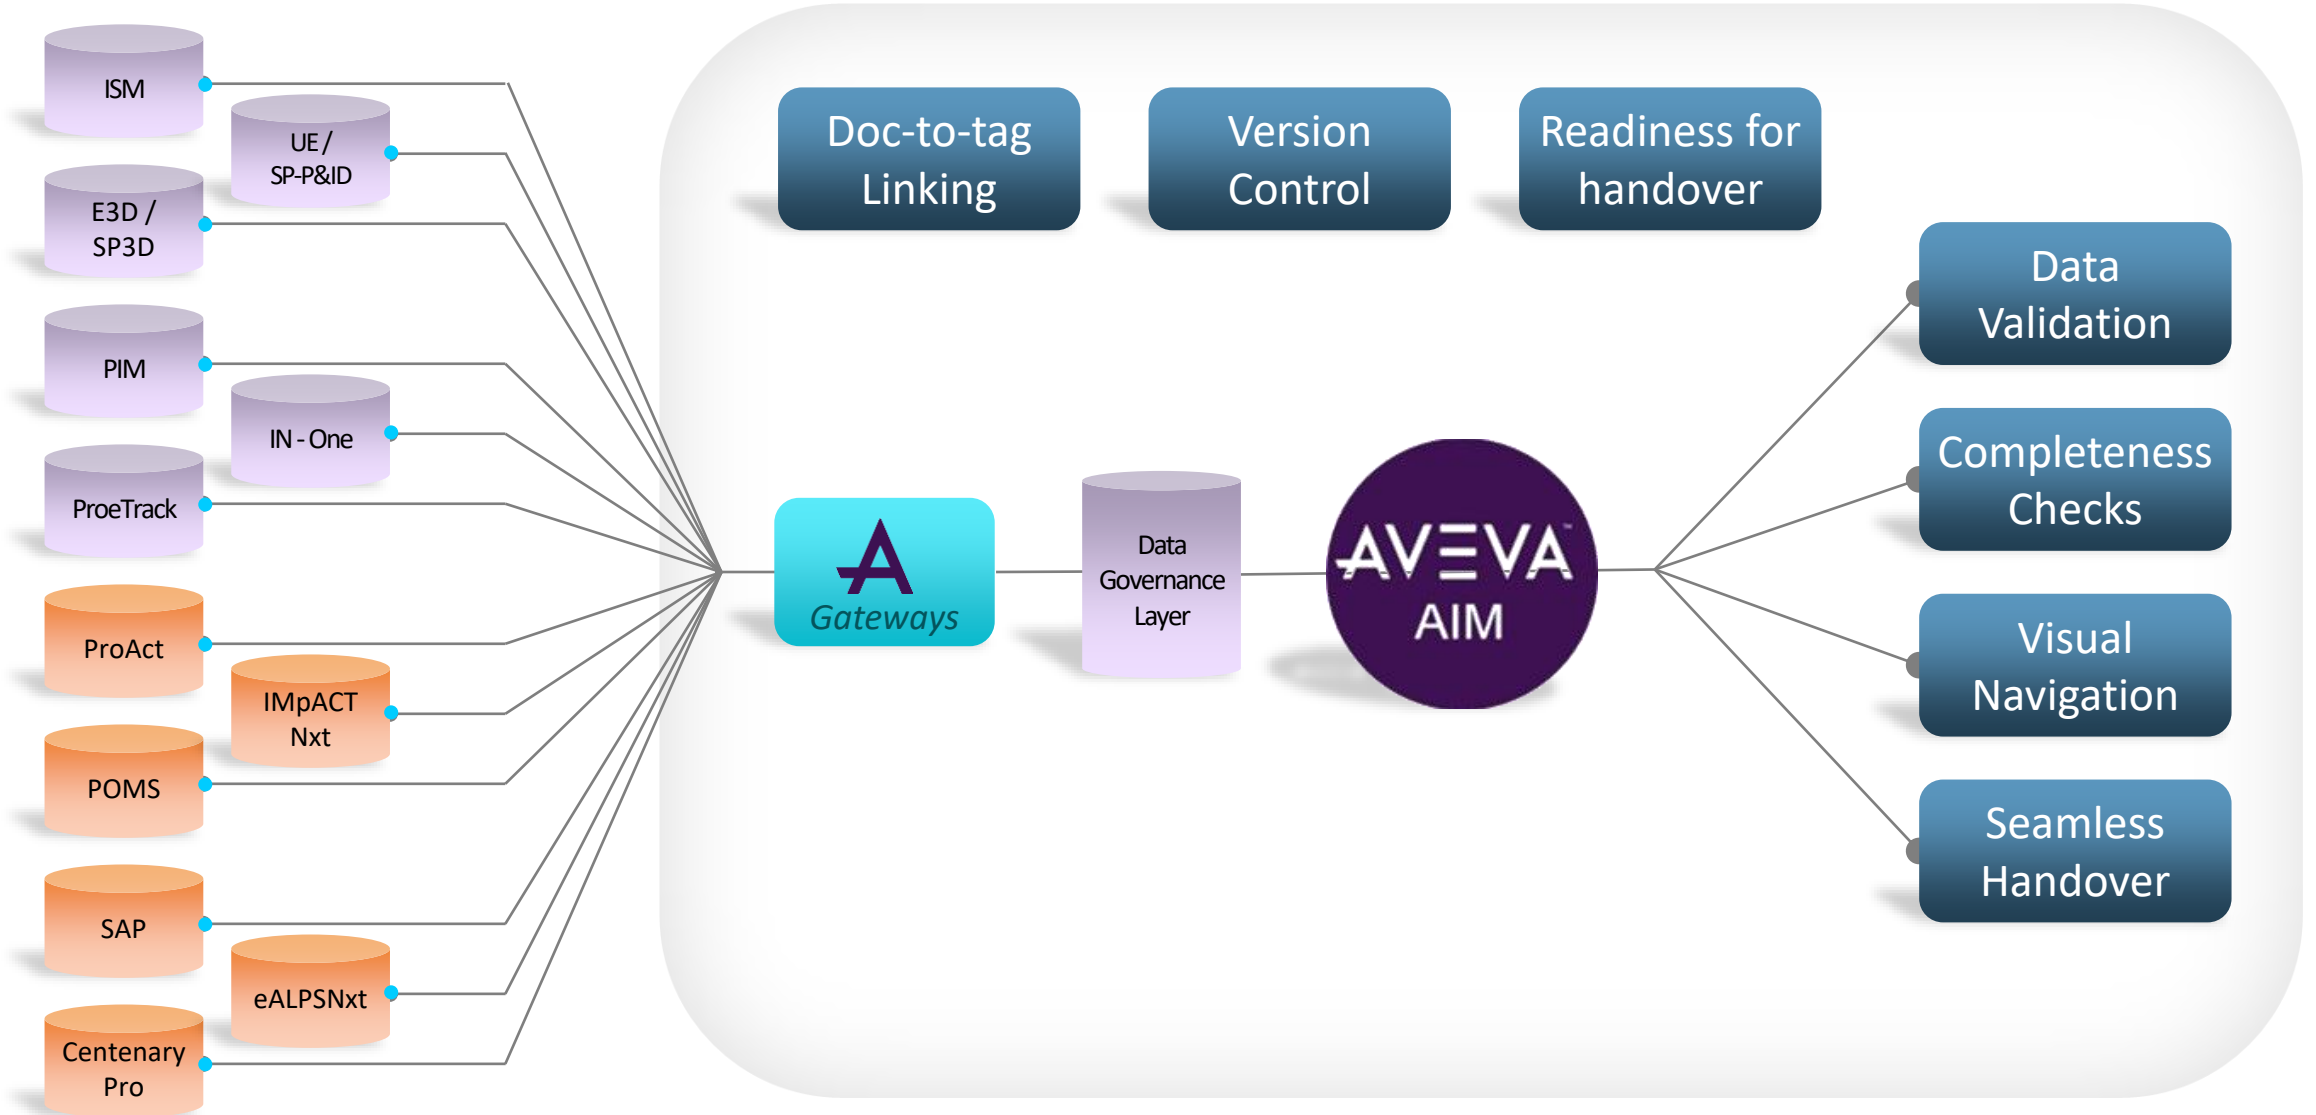 ISM
UE /
SP-P&ID
E3D /
SP3D
PIM
IN - One
ProeTrack
ProAct
IMpACT
Nxt
POMS
SAP
eALPSNxt
Centenary
Pro
Doc-to-tag
Linking
Version
Control
Readiness for
handover
Gateways
Data
Governance
Layer
AVEVA™
AIM
Data
Validation
Completeness
Checks
Visual
Navigation
Seamless
Handover